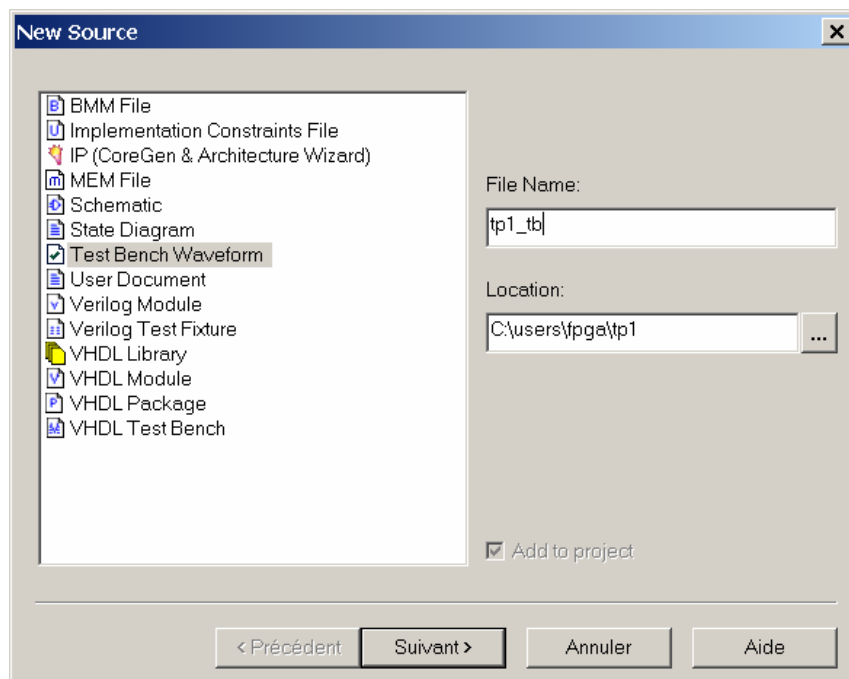 New Source
BMM File
Implementation Constraints File
IP (CoreGen & Architecture Wizard)
MEM File
Schematic
State Diagram
Test Bench Waveform
User Document
Verilog Module
Verilog Test Fixture
VHDL Library
VHDL Module
VHDL Package
VHDL Test Bench
File Name:
tp1_tb
Location:
C:\users\fpga\tp1
...
Add to project
< Précédent
Suivant >
Annuler
Aide